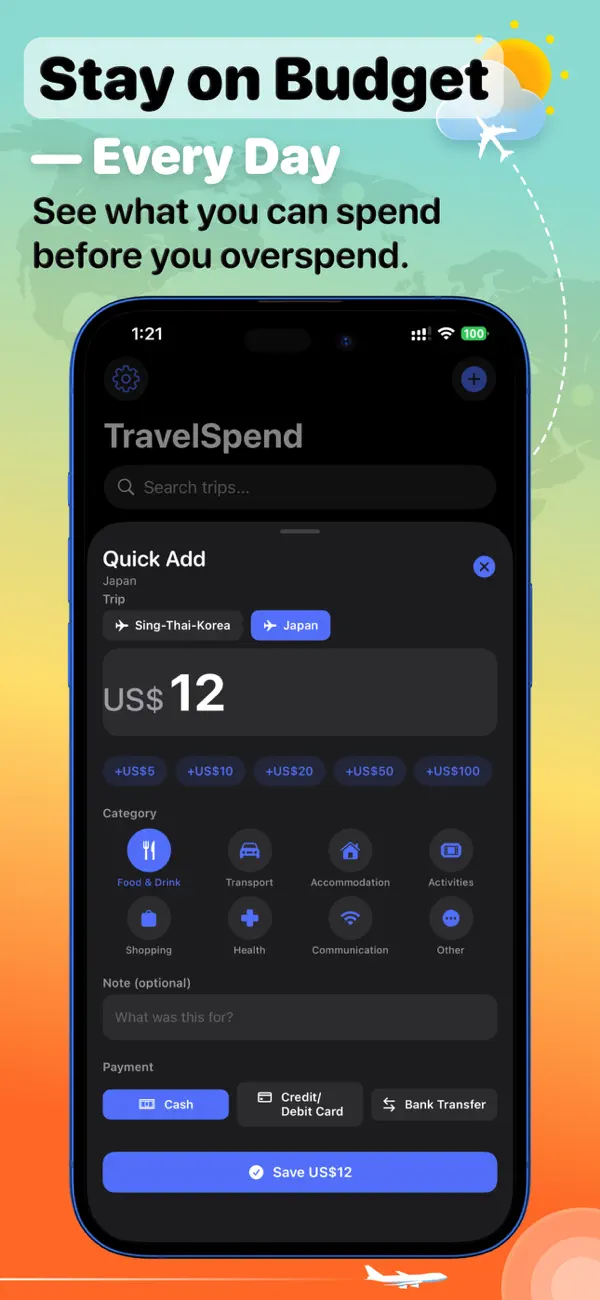 Stay on Budget
— Every Day
See what you can spend
before you overspend.
1:21
100
TravelSpend
Search trips...
Quick Add
Japan
Trip
Sing-Thai-Korea
Japan
US$ 12
+US$5
+US$10
+US$20
+US$50
+US$100
Category
Food & Drink
Transport
Accommodation
Activities
Shopping
Health
Communication
Other
Note (optional)
What was this for?
Payment
Cash
Credit/
Debit Card
Bank Transfer
Save US$12